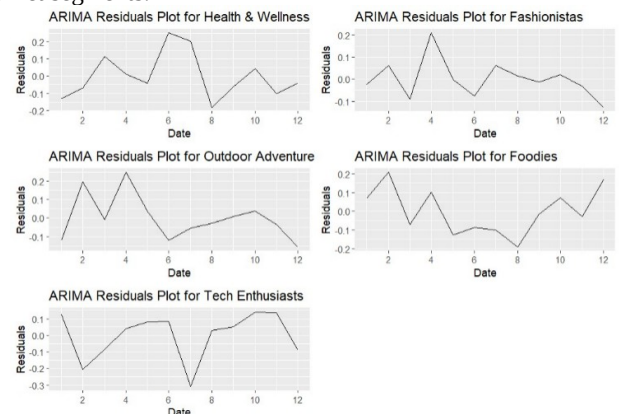 ARIMA Residuals Plot for Health & Wellness
Residuals
0.2
0.1
0.0
-0.1
-0.2
2 4 6 8 10 12
Date
ARIMA Residuals Plot for Fashionistas
Residuals
0.2
0.1
0.0
-0.1
2 4 6 8 10 12
Date
ARIMA Residuals Plot for Outdoor Adventure
Residuals
0.2
0.1
0.0
-0.1
2 4 6 8 10 12
Date
ARIMA Residuals Plot for Foodies
Residuals
0.2
0.1
0.0
-0.1
-0.2
2 4 6 8 10 12
Date
ARIMA Residuals Plot for Tech Enthusiasts
Residuals
0.1
0.0
-0.1
-0.2
-0.3
2 4 6 8 10 12
Date